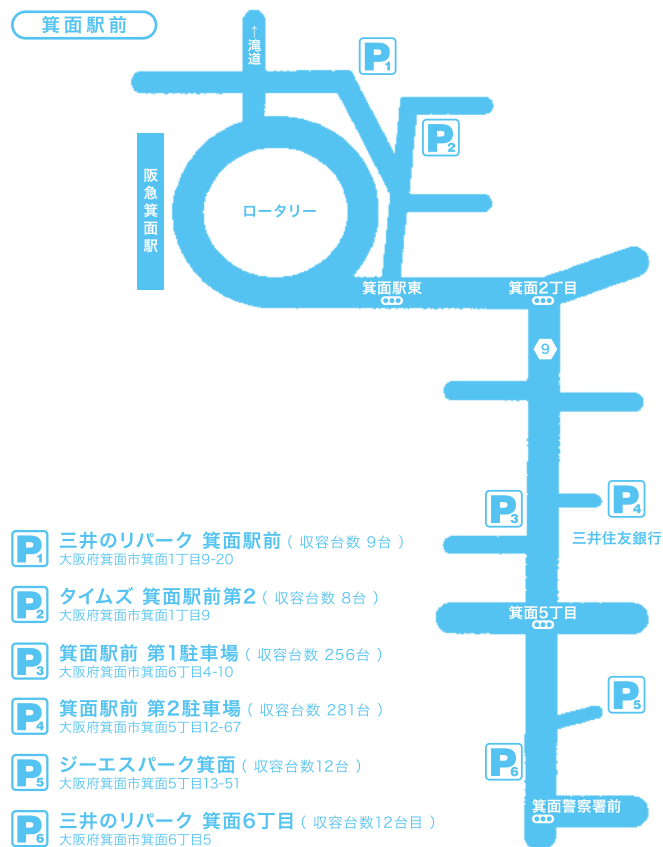 箕面駅前
↑滝道
P1
P2
阪急箕面駅
ロータリー
箕面駅東
箕面2丁目
9
P3
P4
三井住友銀行
箕面5丁目
P5
P6
箕面警察署前
P1 三井のリパーク 箕面駅前（ 収容台数 9台 ）
大阪府箕面市箕面1丁目9-20
P2 タイムズ 箕面駅前第2（ 収容台数 8台 ）
大阪府箕面市箕面1丁目9
P3 箕面駅前 第1駐車場（ 収容台数 256台 ）
大阪府箕面市箕面6丁目4-10
P4 箕面駅前 第2駐車場（ 収容台数 281台 ）
大阪府箕面市箕面5丁目12-67
P5 ジーエスパーク箕面（ 収容台数12台 ）
大阪府箕面市箕面5丁目13-51
P6 三井のリパーク 箕面6丁目（ 収容台数12台目 ）
大阪府箕面市箕面6丁目5